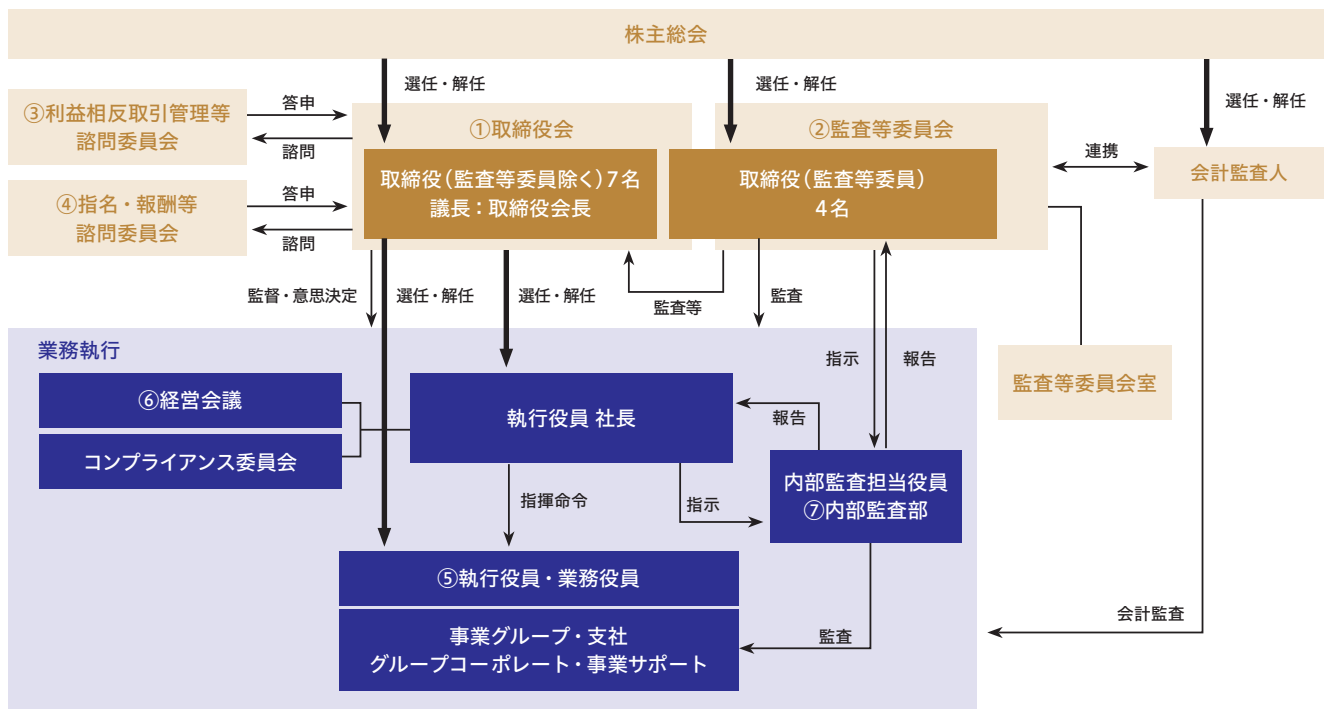 株主総会
選任・解任
選任・解任
選任・解任
③利益相反取引管理等
諮問委員会
答申
諮問
④指名・報酬等
諮問委員会
答申
諮問
①取締役会
取締役（監査等委員除く）7名
議長：取締役会長
②監査等委員会
取締役（監査等委員）
4名
連携
会計監査人
監督・意思決定
選任・解任
選任・解任
監査等
監査
指示
報告
監査等委員会室
業務執行
⑥経営会議
コンプライアンス委員会
執行役員 社長
報告
内部監査担当役員
⑦内部監査部
指揮命令
指示
⑤執行役員・業務役員
事業グループ・支社
グループコーポレート・事業サポート
監査
会計監査